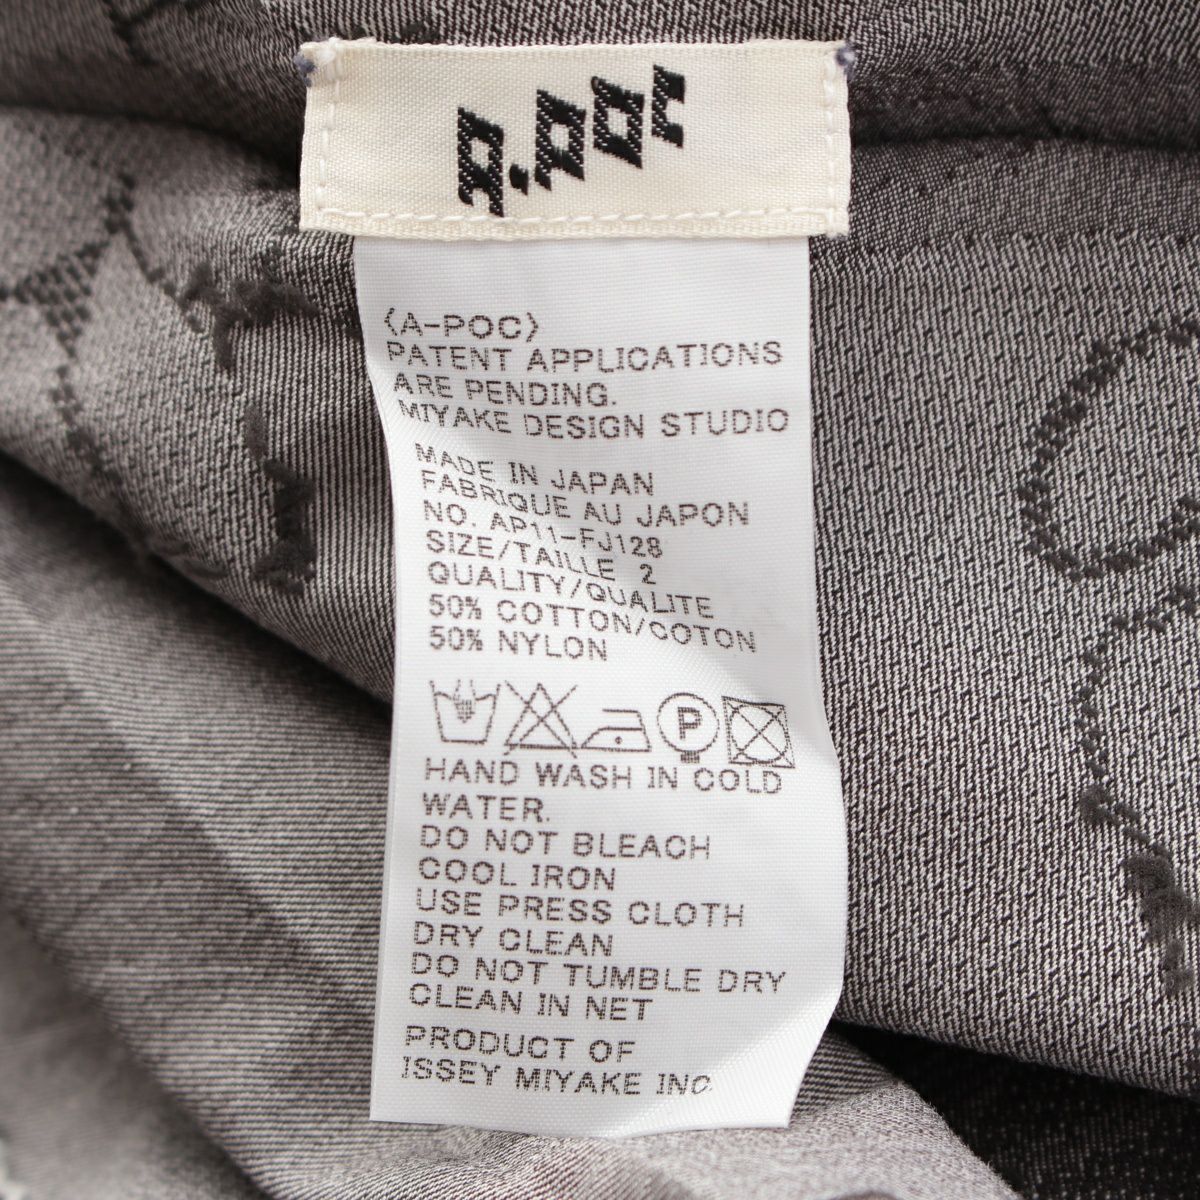 a.poc
〈A-POC〉
PATENT APPLICATIONS
ARE PENDING.
MIYAKE DESIGN STUDIO
MADE IN JAPAN
FABRIQUE AU JAPON
NO. AP11-FJ128
SIZE/TAILLE 2
QUALITY/QUALITE
50% COTTON/COTON
50% NYLON
P
HAND WASH IN COLD
WATER.
DO NOT BLEACH
COOL IRON
USE PRESS CLOTH
DRY CLEAN
DO NOT TUMBLE DRY
CLEAN IN NET
PRODUCT OF
ISSEY MIYAKE INC